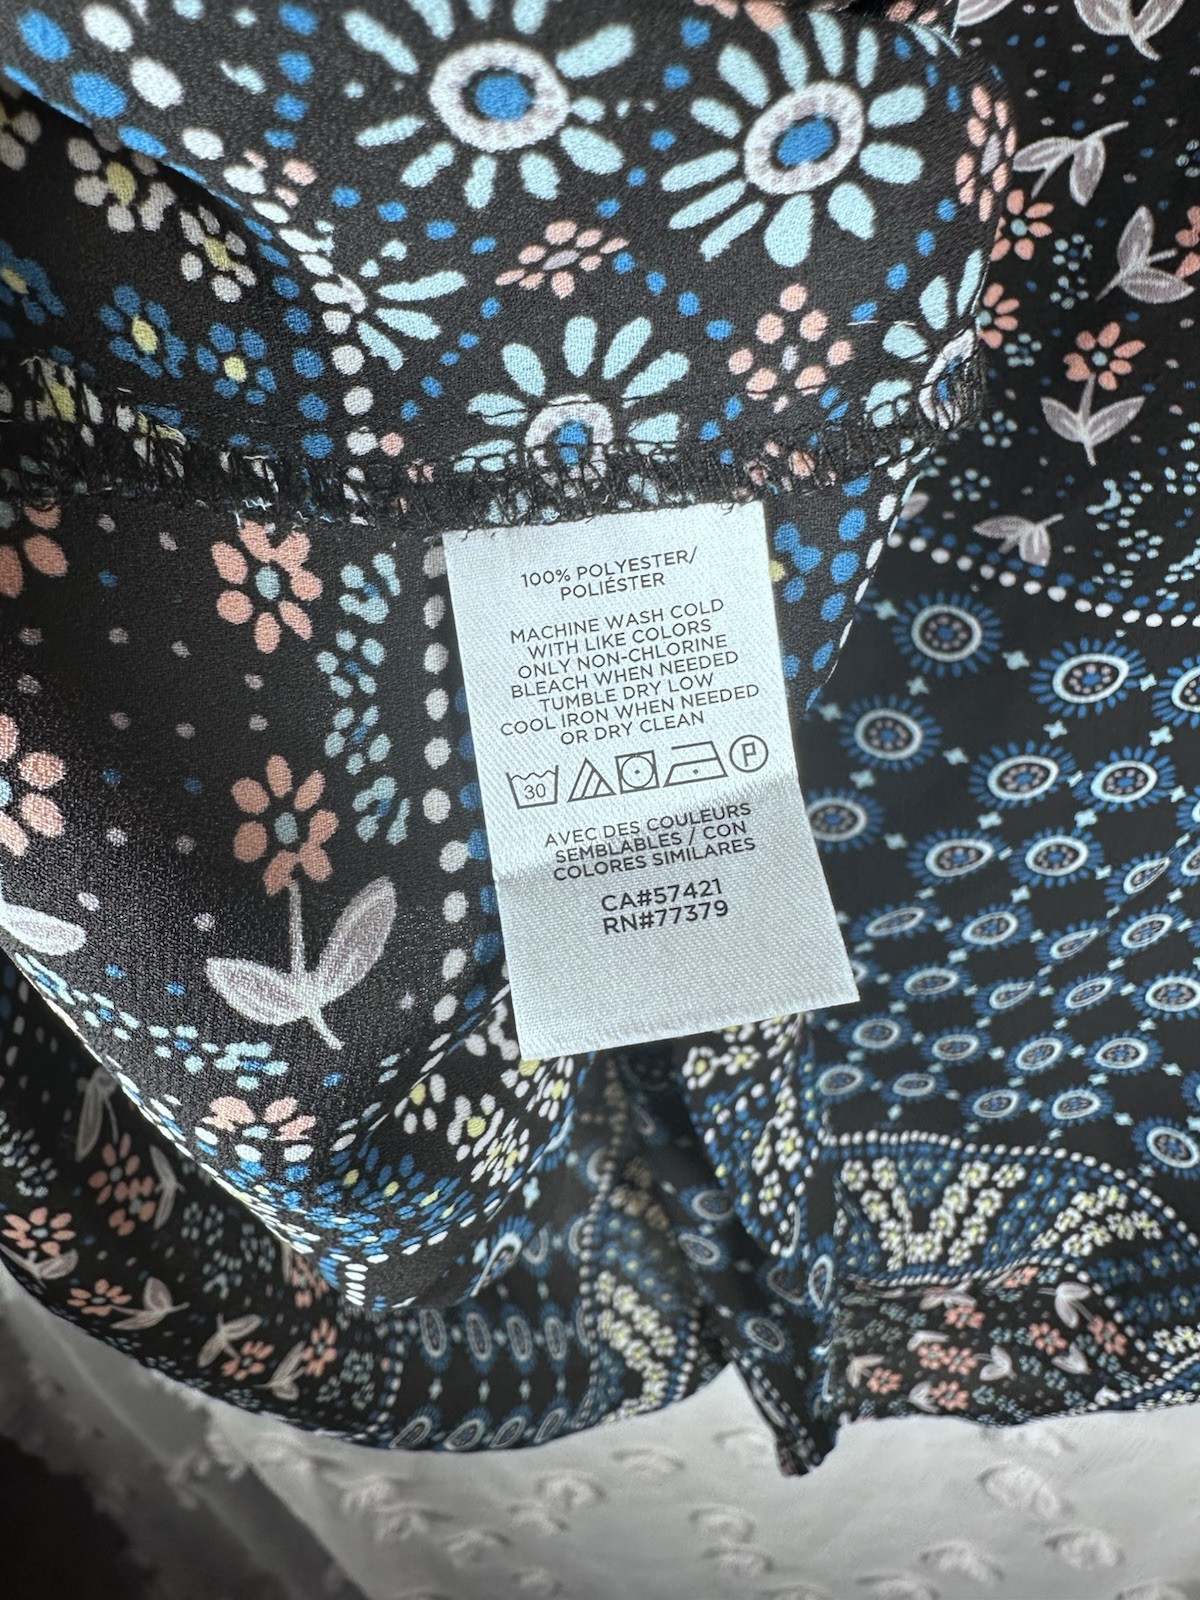 100% POLYESTER/
POLIÉSTER
MACHINE WASH COLD
WITH LIKE COLORS
ONLY NON-CHLORINE
BLEACH WHEN NEEDED
TUMBLE DRY LOW
COOL IRON WHEN NEEDED
OR DRY CLEAN
30 P
AVEC DES COULEURS
SEMBLABLES / CON
COLORES SIMILARES
CA#57421
RN#77379